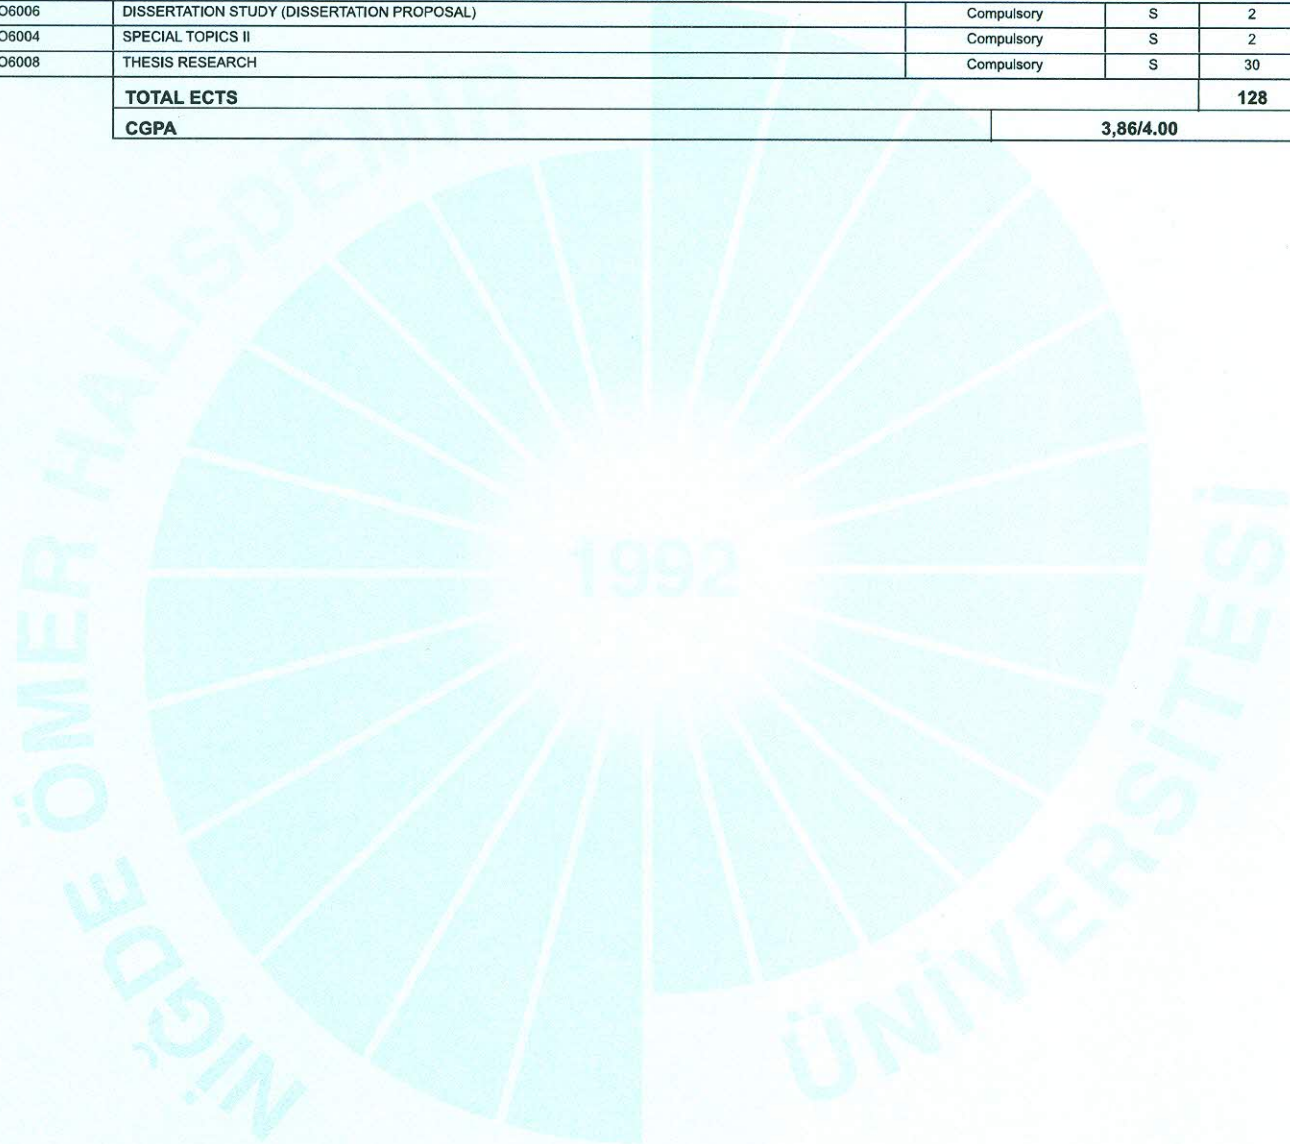 O6006 DISSERTATION STUDY (DISSERTATION PROPOSAL) Compulsory S 2
O6004 SPECIAL TOPICS II Compulsory S 2
O6008 THESIS RESEARCH Compulsory S 30
TOTAL ECTS 128
CGPA 3,86/4.00
NİĞDE ÖMER HALİSDEMİR ÜNİVERSİTESİ
1992